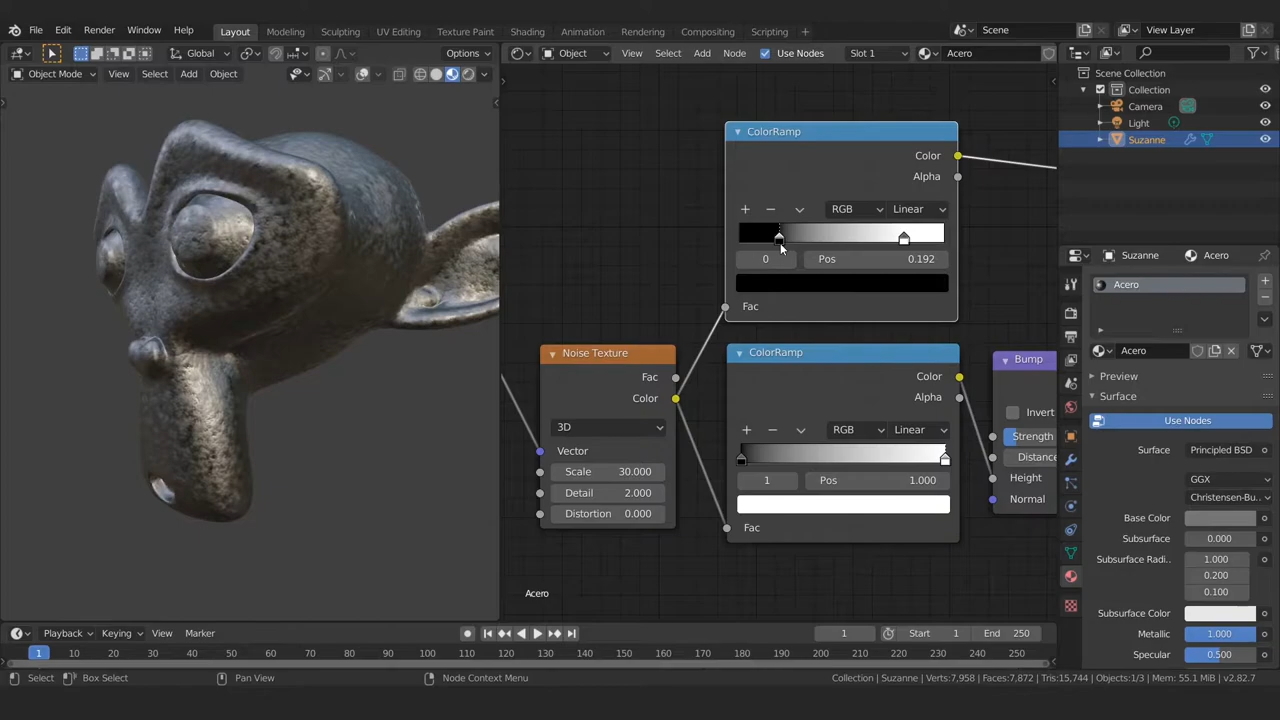 File Edit Render Window Help Layout Modeling Sculpting UV Editing Texture Paint Shading Animation Rendering Compositing Scripting Scene View Layer
Global Options Object View Select Add Node Use Nodes Slot 1 Acero
Object Mode View Select Add Object
Scene Collection
Collection
Camera
Light
Suzanne
ColorRamp
Color
Alpha
RGB Linear
0 Pos 0.192
Fac
Noise Texture
Fac
Color
3D
Vector
Scale 30.000
Detail 2.000
Distortion 0.000
ColorRamp
Color
Alpha
RGB Linear
1 Pos 1.000
Fac
Bump
Invert
Strength
Distance
Height
Normal
Acero
Suzanne Acero
Acero
Acero
Preview
Surface
Use Nodes
Surface Principled BSD
GGX
Christensen-Bu..
Base Color
Subsurface 0.000
Subsurface Radi.. 1.000
0.200
0.100
Subsurface Color
Metallic 1.000
Specular 0.500
Playback Keying View Marker 1 Start 1 End 250
1 10 20 30 40 50 60 70 80 90 100 110 120 130 140 150 160 170 180 190 200 210 220 230 240 250
Select Box Select Pan View Node Context Menu Collection | Suzanne | Verts:7,958 | Faces:7,872 | Tris:15,744 | Objects:1/3 | Mem: 55.1 MiB | v2.82.7